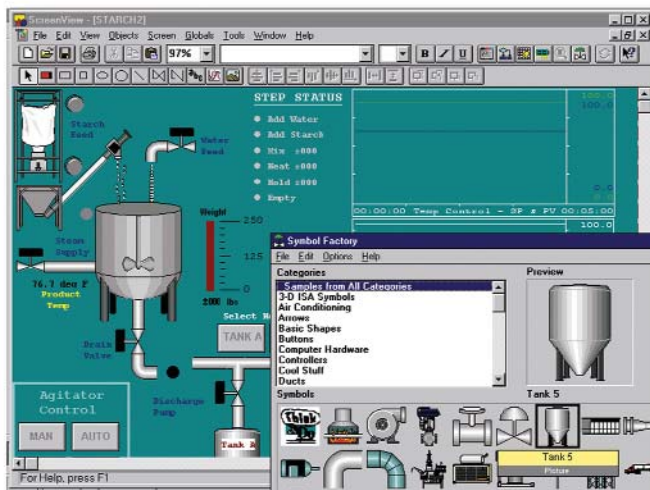 ScreenView - [STARCH2]
File Edit View Objects Screen Globals Tools Window Help
97%
B I U
abc
Starch
Feed
Water
Feed
STEP STATUS
Add Water
Add Starch
Mix ±000
Heat ±000
Hold ±000
Empty
100.0
100.0
0.0
0.0
00:00:00 Temp Control - SP & PV 00:05:00
100.0
Weight
250
125
0
±000 lbs
Steam
Supply
76.7 deg F
Product
Temp
Drain
Valve
Discharge
Pump
TANK A
Tank A
Agitator
Control
MAN
AUTO
For Help, press F1
Symbol Factory
File Edit Options Help
Categories
Samples from All Categories
3-D ISA Symbols
Air Conditioning
Arrows
Basic Shapes
Buttons
Computer Hardware
Controllers
Cool Stuff
Ducts
Preview
Symbols
Tank 5
Think
Tank 5
Picture